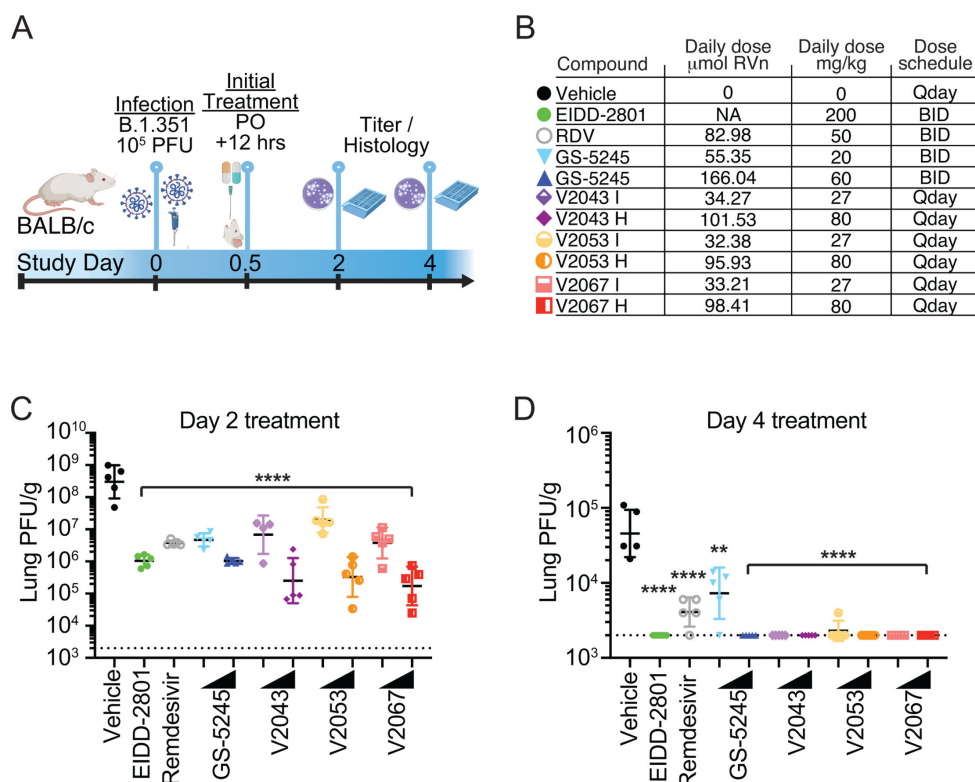 A
Infection
B.1.351
10⁵ PFU
Initial
Treatment
PO
+12 hrs
Titer /
Histology
BALB/c
Study Day 0 0.5 2 4
B
Compound Daily dose μmol RVn Daily dose mg/kg Dose schedule
Vehicle 0 0 Qday
EIDD-2801 NA 200 BID
RDV 82.98 50 BID
GS-5245 55.35 20 BID
GS-5245 166.04 60 BID
V2043 I 34.27 27 Qday
V2043 H 101.53 80 Qday
V2053 I 32.38 27 Qday
V2053 H 95.93 80 Qday
V2067 I 33.21 27 Qday
V2067 H 98.41 80 Qday
C
Day 2 treatment
Lung PFU/g
10¹⁰
10⁹
10⁸
10⁷
10⁶
10⁵
10⁴
10³
****
Vehicle
EIDD-2801
Remdesivir
GS-5245
V2043
V2053
V2067
D
Day 4 treatment
Lung PFU/g
10⁶
10⁵
10⁴
10³
****
****
**
****
Vehicle
EIDD-2801
Remdesivir
GS-5245
V2043
V2053
V2067